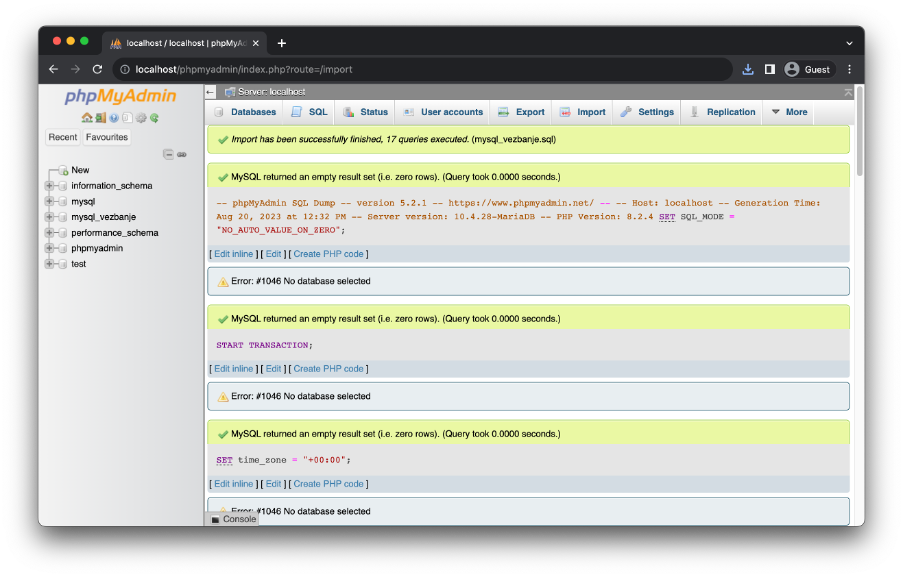 localhost / localhost | phpMyAd
localhost/phpmyadmin/index.php?route=/import
Guest
phpMyAdmin
Recent Favourites
New
information_schema
mysql
mysql_vezbanje
performance_schema
phpmyadmin
test
Server: localhost
Databases SQL Status User accounts Export Import Settings Replication More
Import has been successfully finished, 17 queries executed. (mysql_vezbanje.sql)
MySQL returned an empty result set (i.e. zero rows). (Query took 0.0000 seconds.)
-- phpMyAdmin SQL Dump -- version 5.2.1 -- https://www.phpmyadmin.net/ -- -- Host: localhost -- Generation Time:
Aug 20, 2023 at 12:32 PM -- Server version: 10.4.28-MariaDB -- PHP Version: 8.2.4 SET SQL_MODE =
"NO_AUTO_VALUE_ON_ZERO";
[ Edit inline ] [ Edit ] [ Create PHP code ]
Error: #1046 No database selected
MySQL returned an empty result set (i.e. zero rows). (Query took 0.0000 seconds.)
START TRANSACTION;
[ Edit inline ] [ Edit ] [ Create PHP code ]
Error: #1046 No database selected
MySQL returned an empty result set (i.e. zero rows). (Query took 0.0000 seconds.)
SET time_zone = "+00:00";
[ Edit inline ] [ Edit ] [ Create PHP code ]
Error: #1046 No database selected
Console